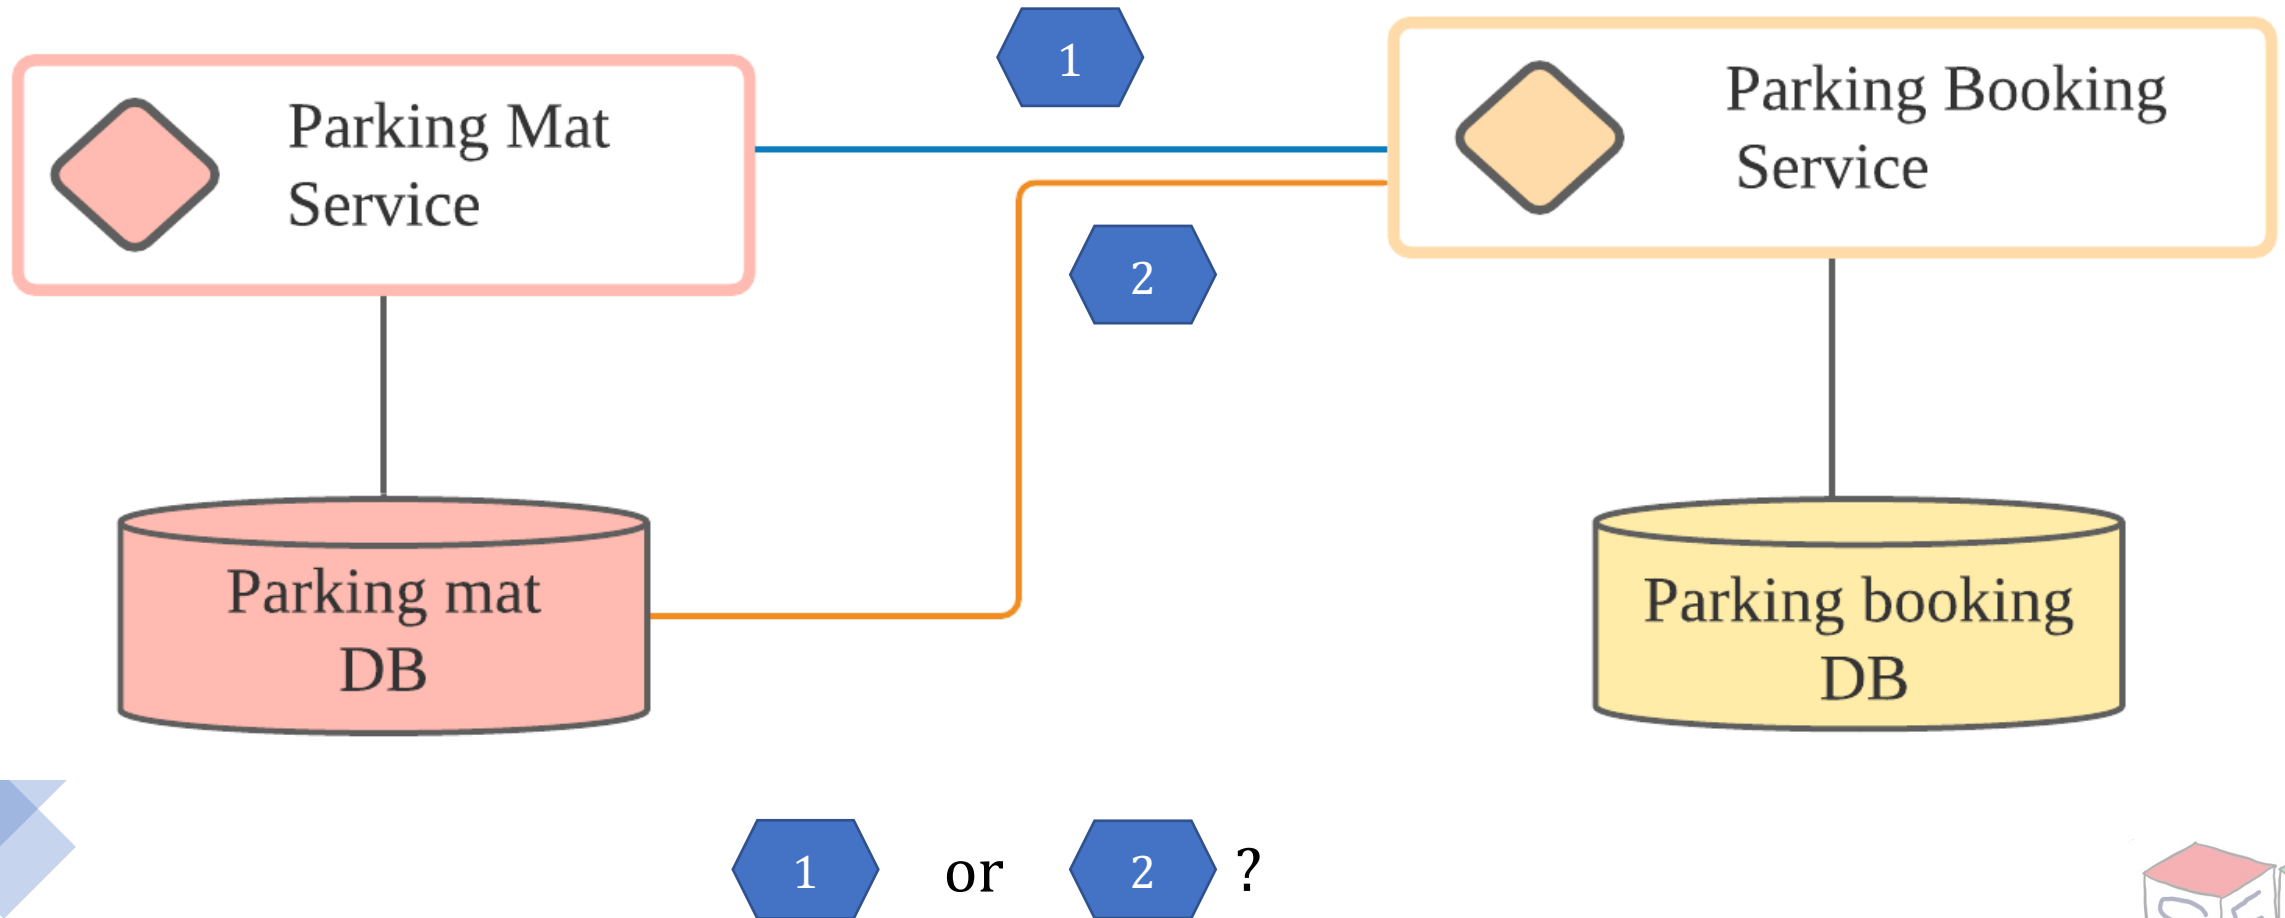 1
Parking Mat
Service
Parking Booking
Service
2
Parking mat
DB
Parking booking
DB
1 or 2 ?